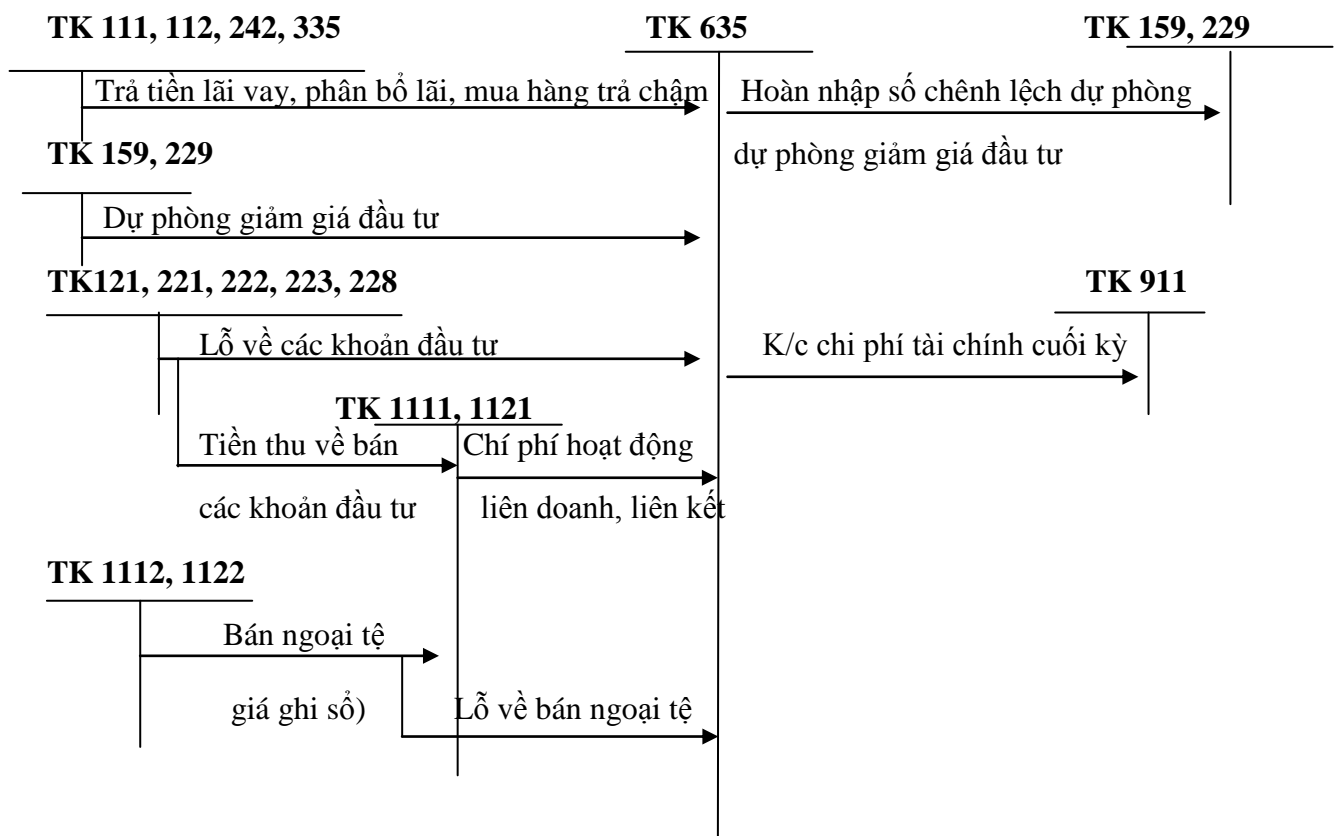 TK 111, 112, 242, 335 TK 635 TK 159, 229
Trả tiền lãi vay, phân bổ lãi, mua hàng trả chậm Hoàn nhập số chênh lệch dự phòng
TK 159, 229 dự phòng giảm giá đầu tư
Dự phòng giảm giá đầu tư
TK121, 221, 222, 223, 228 TK 911
Lỗ về các khoản đầu tư K/c chi phí tài chính cuối kỳ
TK 1111, 1121
Tiền thu về bán Chí phí hoạt động
các khoản đầu tư liên doanh, liên kết
TK 1112, 1122
Bán ngoại tệ
giá ghi sổ) Lỗ về bán ngoại tệ